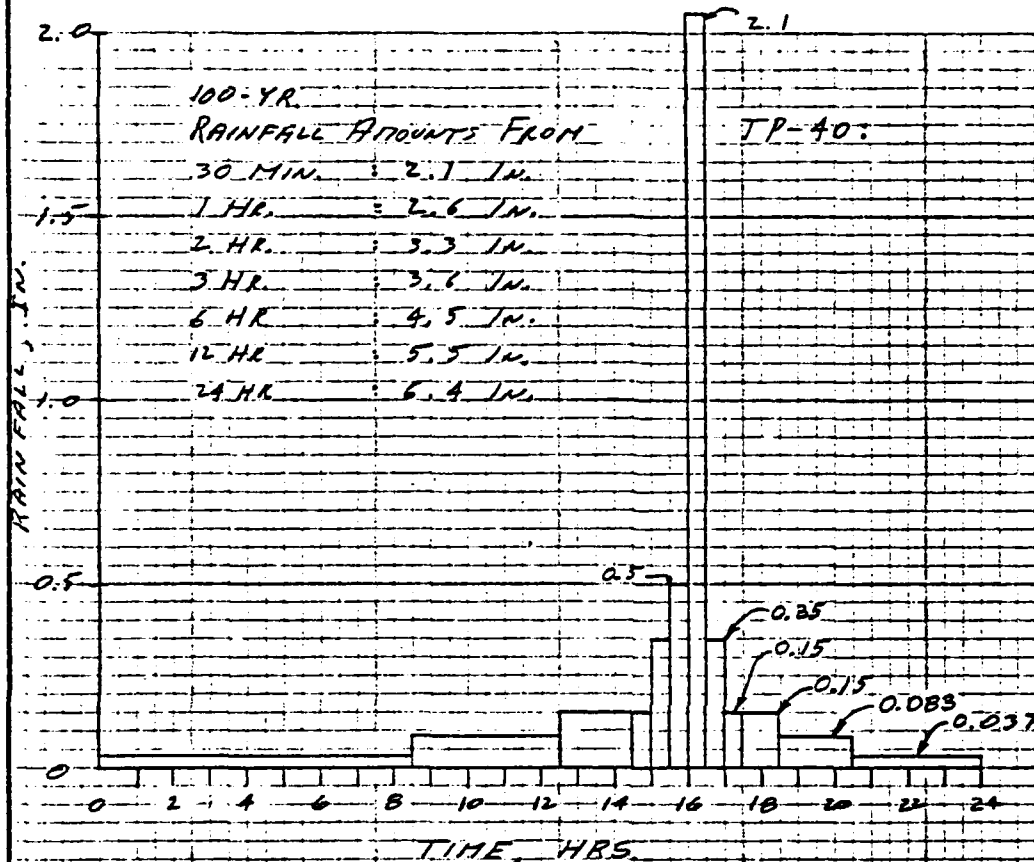 2.1
2.0
100-YR.
RAINFALL AMOUNTS FROM TP-40:
30 MIN. : 2.1 IN.
1 HR. : 2.6 IN.
1.5
2 HR. : 3.3 IN.
3 HR. : 3.6 IN.
6 HR : 4.5 IN.
12 HR : 5.5 IN.
24 HR : 6.4 IN.
1.0
RAINFALL, IN.
0.5
0.5
0.35
0.15
0.15
0.083
0.037
0
0 2 4 6 8 10 12 14 16 18 20 22 24
TIME HRS.